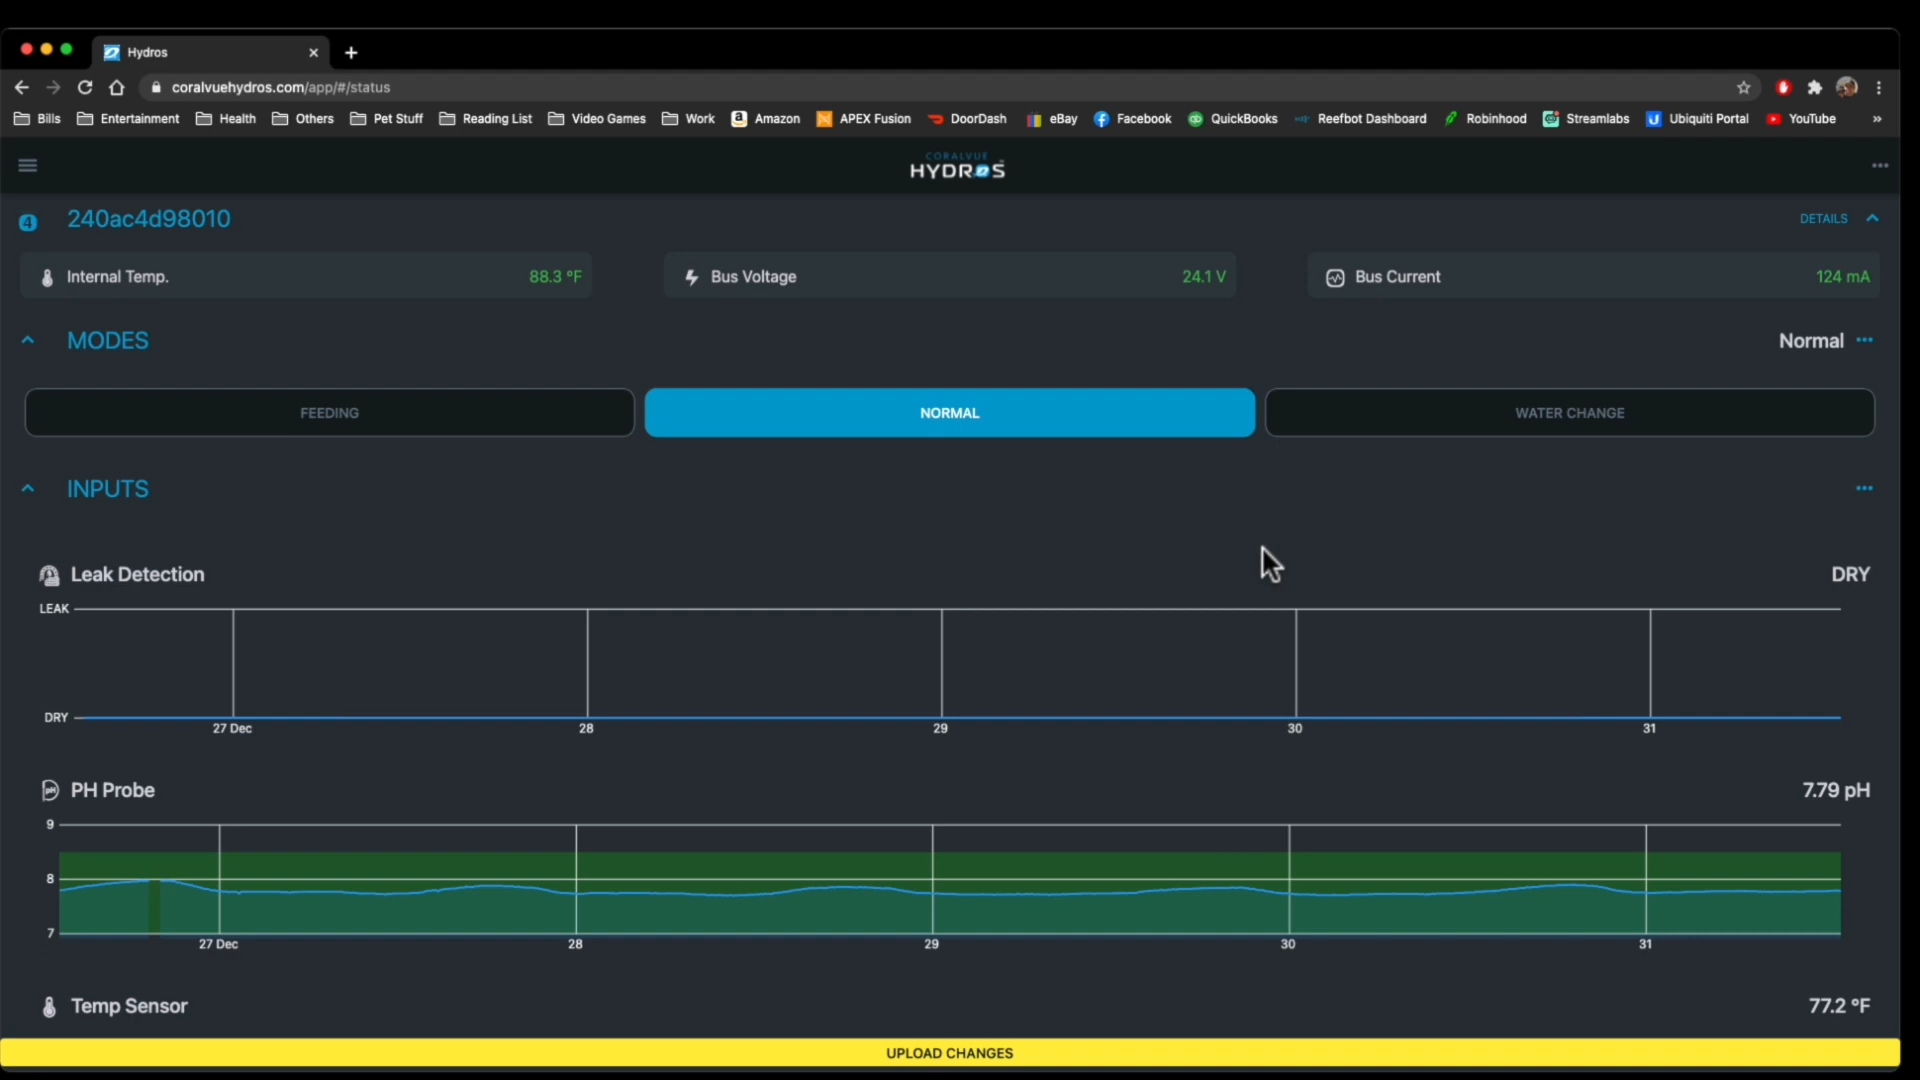 Hydros
coralvuehydros.com/app/#/status
Bills Entertainment Health Others Pet Stuff Reading List Video Games Work Amazon APEX Fusion DoorDash eBay Facebook QuickBooks Reefbot Dashboard Robinhood Streamlabs Ubiquiti Portal YouTube »
CORALVUE
HYDROS
4 240ac4d98010 DETAILS
Internal Temp. 88.3 °F Bus Voltage 24.1 V Bus Current 124 mA
MODES Normal
FEEDING NORMAL WATER CHANGE
INPUTS
Leak Detection DRY
LEAK
DRY
27 Dec 28 29 30 31
pH PH Probe 7.79 pH
9
8
7
27 Dec 28 29 30 31
Temp Sensor 77.2 °F
UPLOAD CHANGES